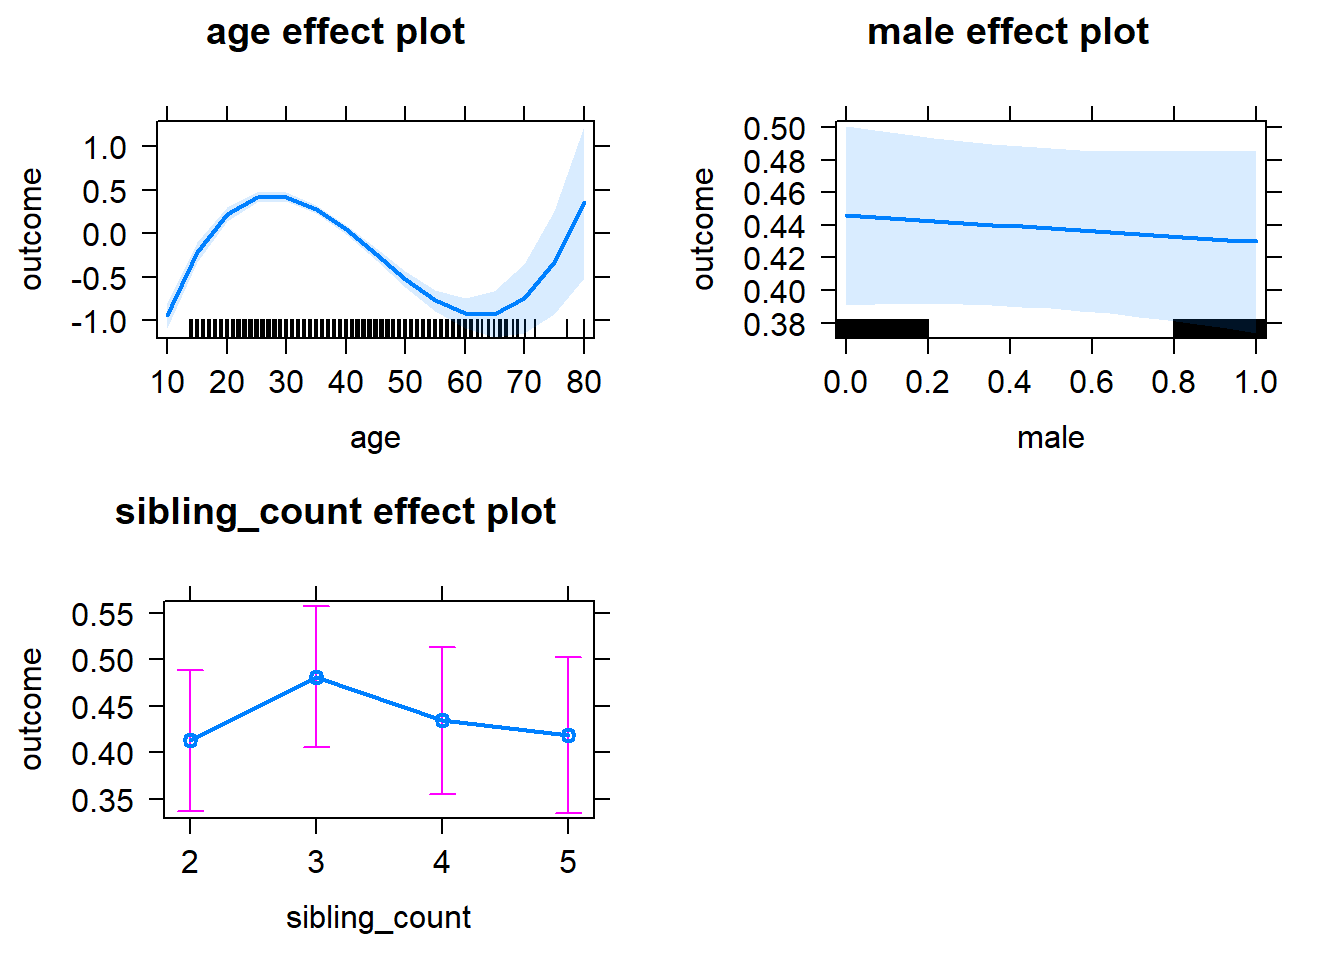 age effect plot
outcome
1.0
0.5
0.0
-0.5
-1.0
10 20 30 40 50 60 70 80
age
male effect plot
outcome
0.50
0.48
0.46
0.44
0.42
0.40
0.38
0.0 0.2 0.4 0.6 0.8 1.0
male
sibling_count effect plot
outcome
0.55
0.50
0.45
0.40
0.35
2 3 4 5
sibling_count